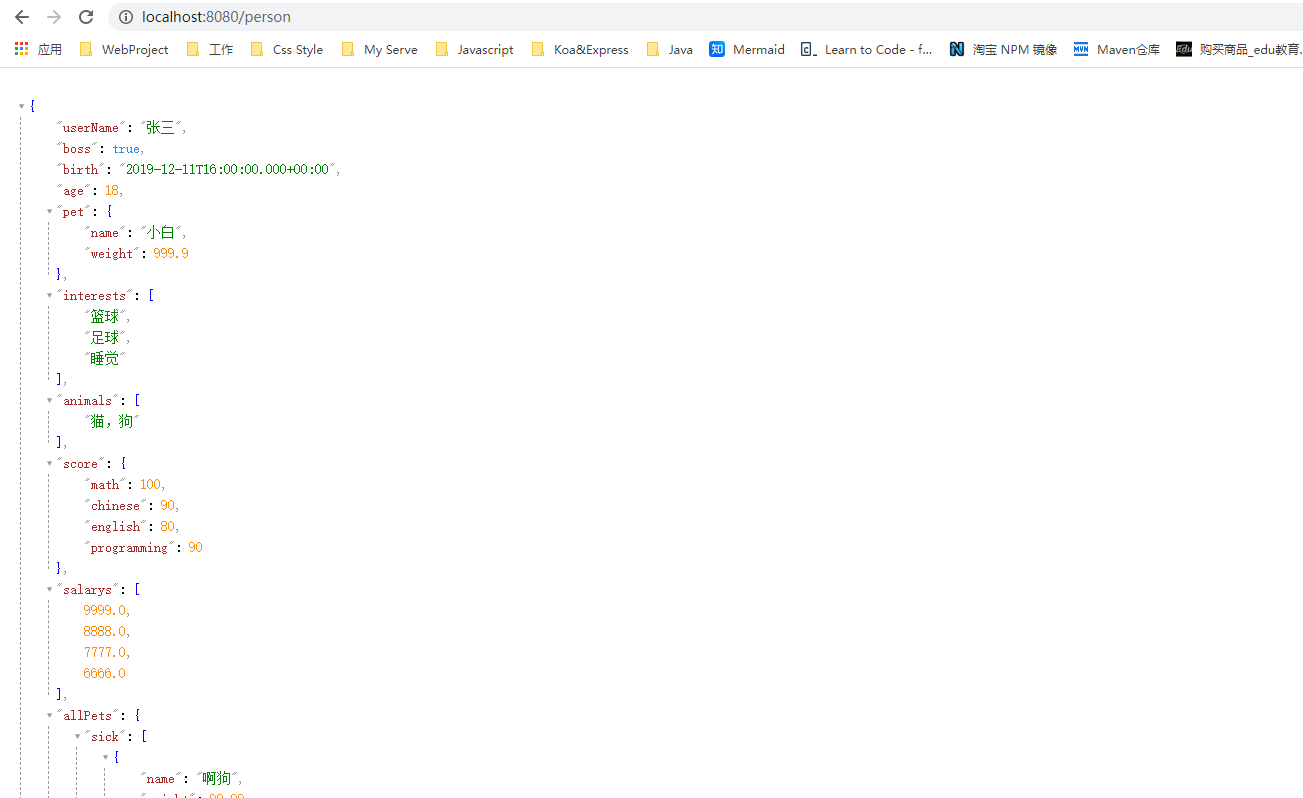 localhost:8080/person
应用 WebProject 工作 Css Style My Serve Javascript Koa&Express Java 知 Mermaid Learn to Code - f... N 淘宝 NPM 镜像 MVN Maven仓库 Edu 购买商品_edu教育.
{
"userName": "张三",
"boss": true,
"birth": "2019-12-11T16:00:00.000+00:00",
"age": 18,
"pet": {
"name": "小白",
"weight": 999.9
},
"interests": [
"篮球",
"足球",
"睡觉"
],
"animals": [
"猫，狗"
],
"score": {
"math": 100,
"chinese": 90,
"english": 80,
"programming": 90
},
"salarys": [
9999.0,
8888.0,
7777.0,
6666.0
],
"allPets": {
"sick": [
{
"name": "啊狗",